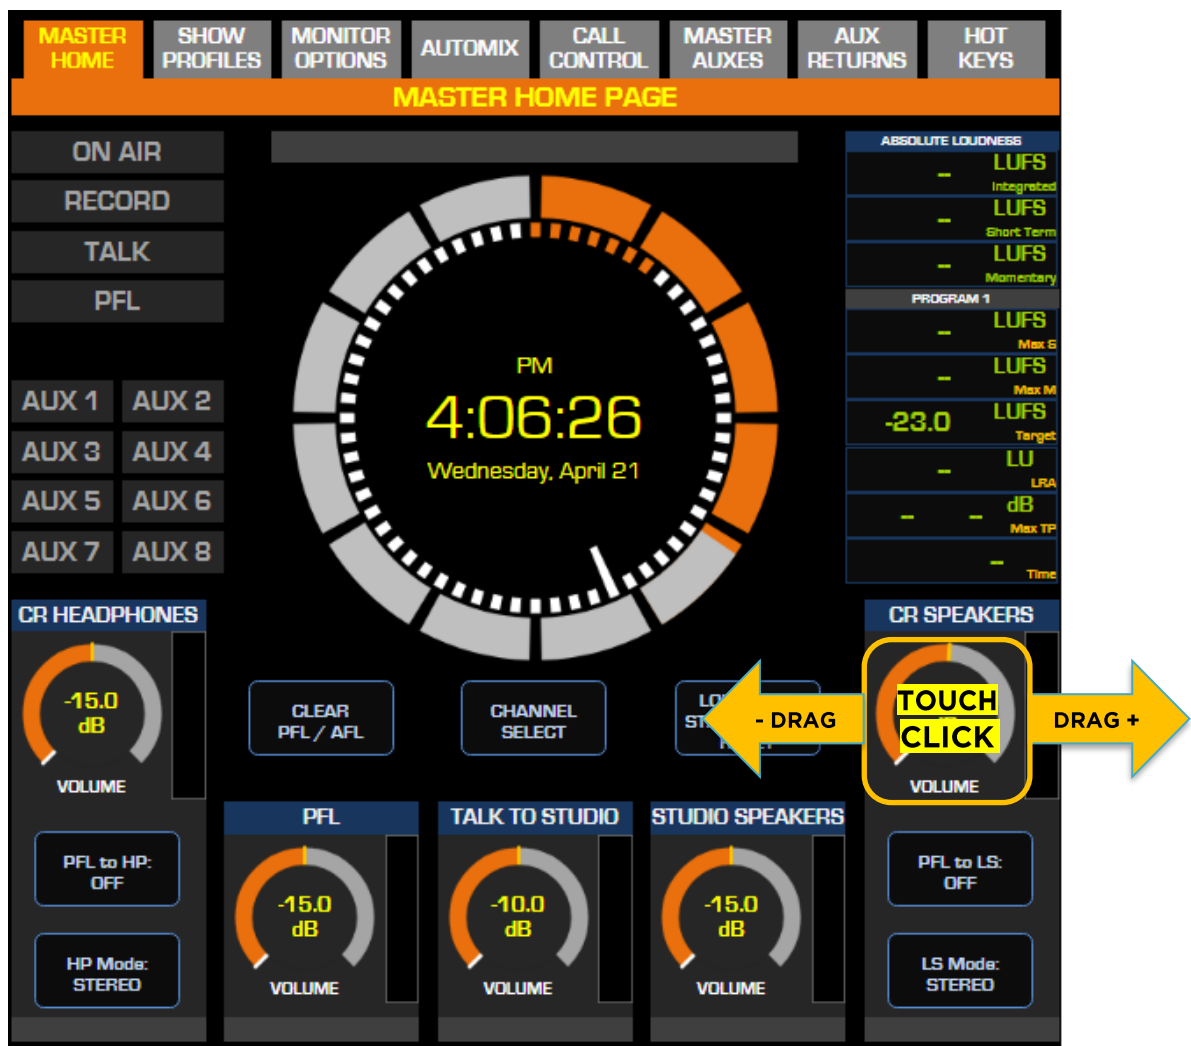 MASTER HOME
SHOW PROFILES
MONITOR OPTIONS
AUTOMIX
CALL CONTROL
MASTER AUXES
AUX RETURNS
HOT KEYS
MASTER HOME PAGE
ON AIR
RECORD
TALK
PFL
AUX 1 AUX 2
AUX 3 AUX 4
AUX 5 AUX 6
AUX 7 AUX 8
PM
4:06:26
Wednesday, April 21
ABSOLUTE LOUDNESS
-- LUFS
Integrated
-- LUFS
Short Term
-- LUFS
Momentary
PROGRAM 1
-- LUFS
Max S
-- LUFS
Max M
-23.0 LUFS
Target
-- LU
LRA
-- -- dB
Max TP
--
Time
CR HEADPHONES
-15.0
dB
VOLUME
PFL to HP:
OFF
HP Mode:
STEREO
CLEAR
PFL / AFL
CHANNEL
SELECT
- DRAG
CR SPEAKERS
TOUCH
CLICK
DRAG +
VOLUME
PFL to LS:
OFF
LS Mode:
STEREO
PFL
-15.0
dB
VOLUME
TALK TO STUDIO
-10.0
dB
VOLUME
STUDIO SPEAKERS
-15.0
dB
VOLUME